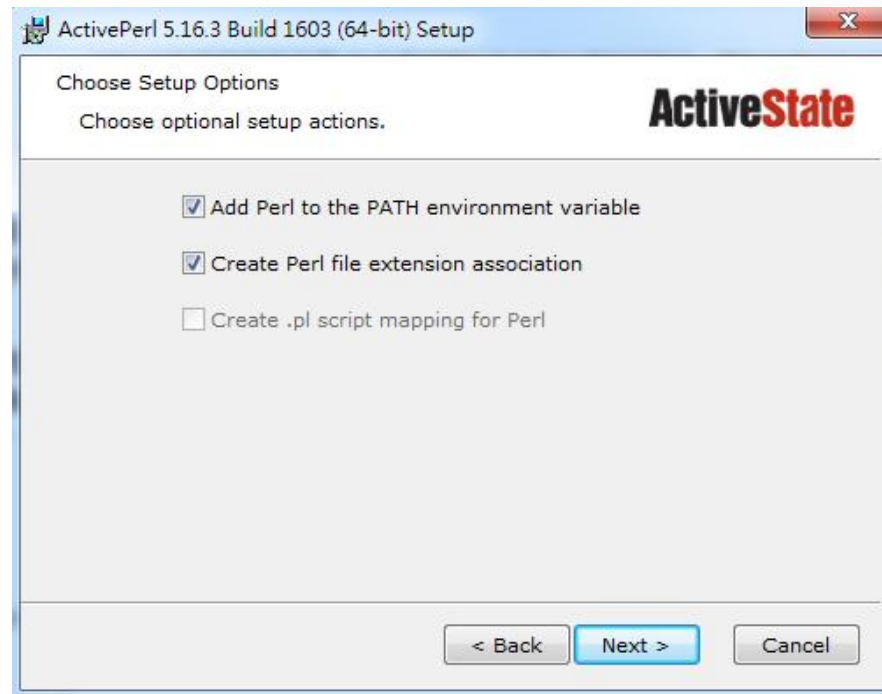 ActivePerl 5.16.3 Build 1603 (64-bit) Setup
Choose Setup Options
Choose optional setup actions.
ActiveState
Add Perl to the PATH environment variable
Create Perl file extension association
Create .pl script mapping for Perl
< Back
Next >
Cancel